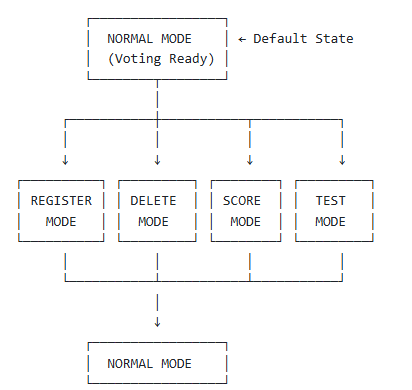 NORMAL MODE ← Default State
(Voting Ready)
REGISTER DELETE SCORE TEST
MODE MODE MODE MODE
NORMAL MODE